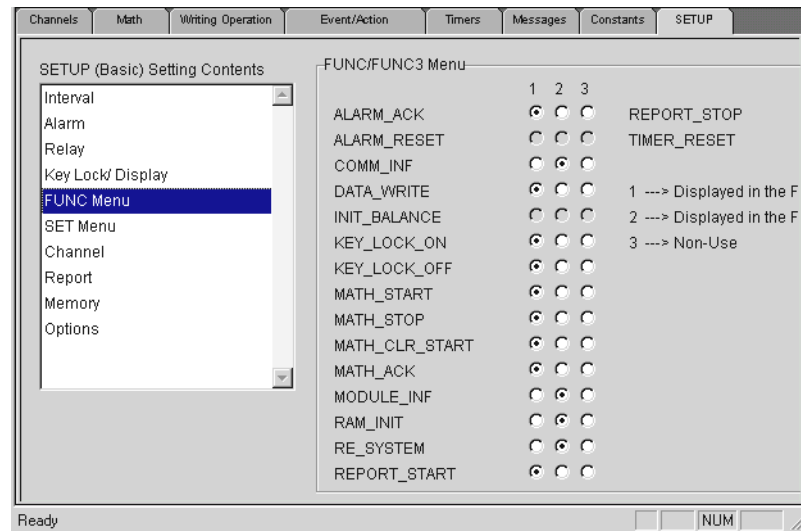 Channels Math Writing Operation Event/Action Timers Messages Constants SETUP
SETUP (Basic) Setting Contents
Interval
Alarm
Relay
Key Lock/ Display
FUNC Menu
SET Menu
Channel
Report
Memory
Options
FUNC/FUNC3 Menu
1 2 3
ALARM_ACK
ALARM_RESET
COMM_INF
DATA_WRITE
INIT_BALANCE
KEY_LOCK_ON
KEY_LOCK_OFF
MATH_START
MATH_STOP
MATH_CLR_START
MATH_ACK
MODULE_INF
RAM_INIT
RE_SYSTEM
REPORT_START
REPORT_STOP
TIMER_RESET
1 ---> Displayed in the F
2 ---> Displayed in the F
3 ---> Non-Use
Ready NUM